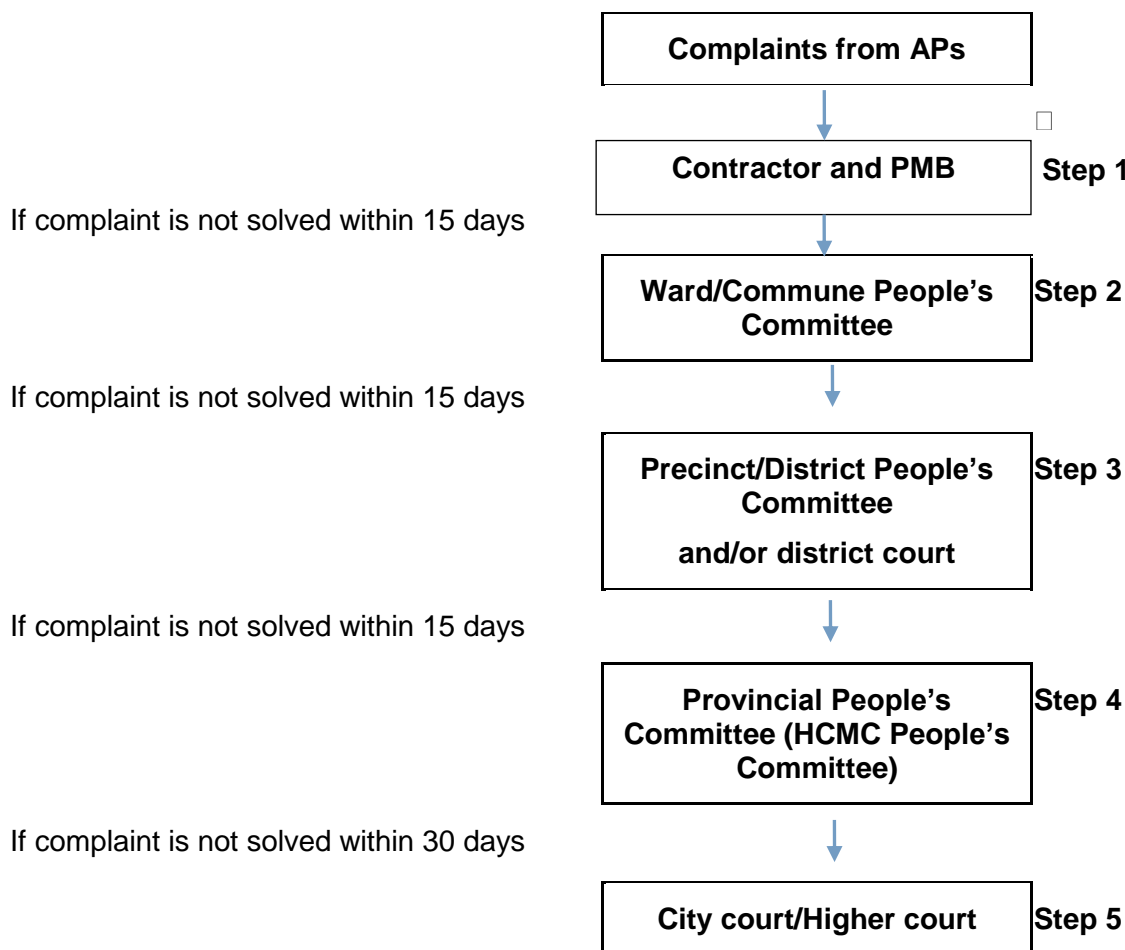 Complaints from APs
Contractor and PMB
Step 1
If complaint is not solved within 15 days
Ward/Commune People’s
Committee
Step 2
If complaint is not solved within 15 days
Precinct/District People’s
Committee
and/or district court
Step 3
If complaint is not solved within 15 days
Provincial People’s
Committee (HCMC People’s
Committee)
Step 4
If complaint is not solved within 30 days
City court/Higher court
Step 5